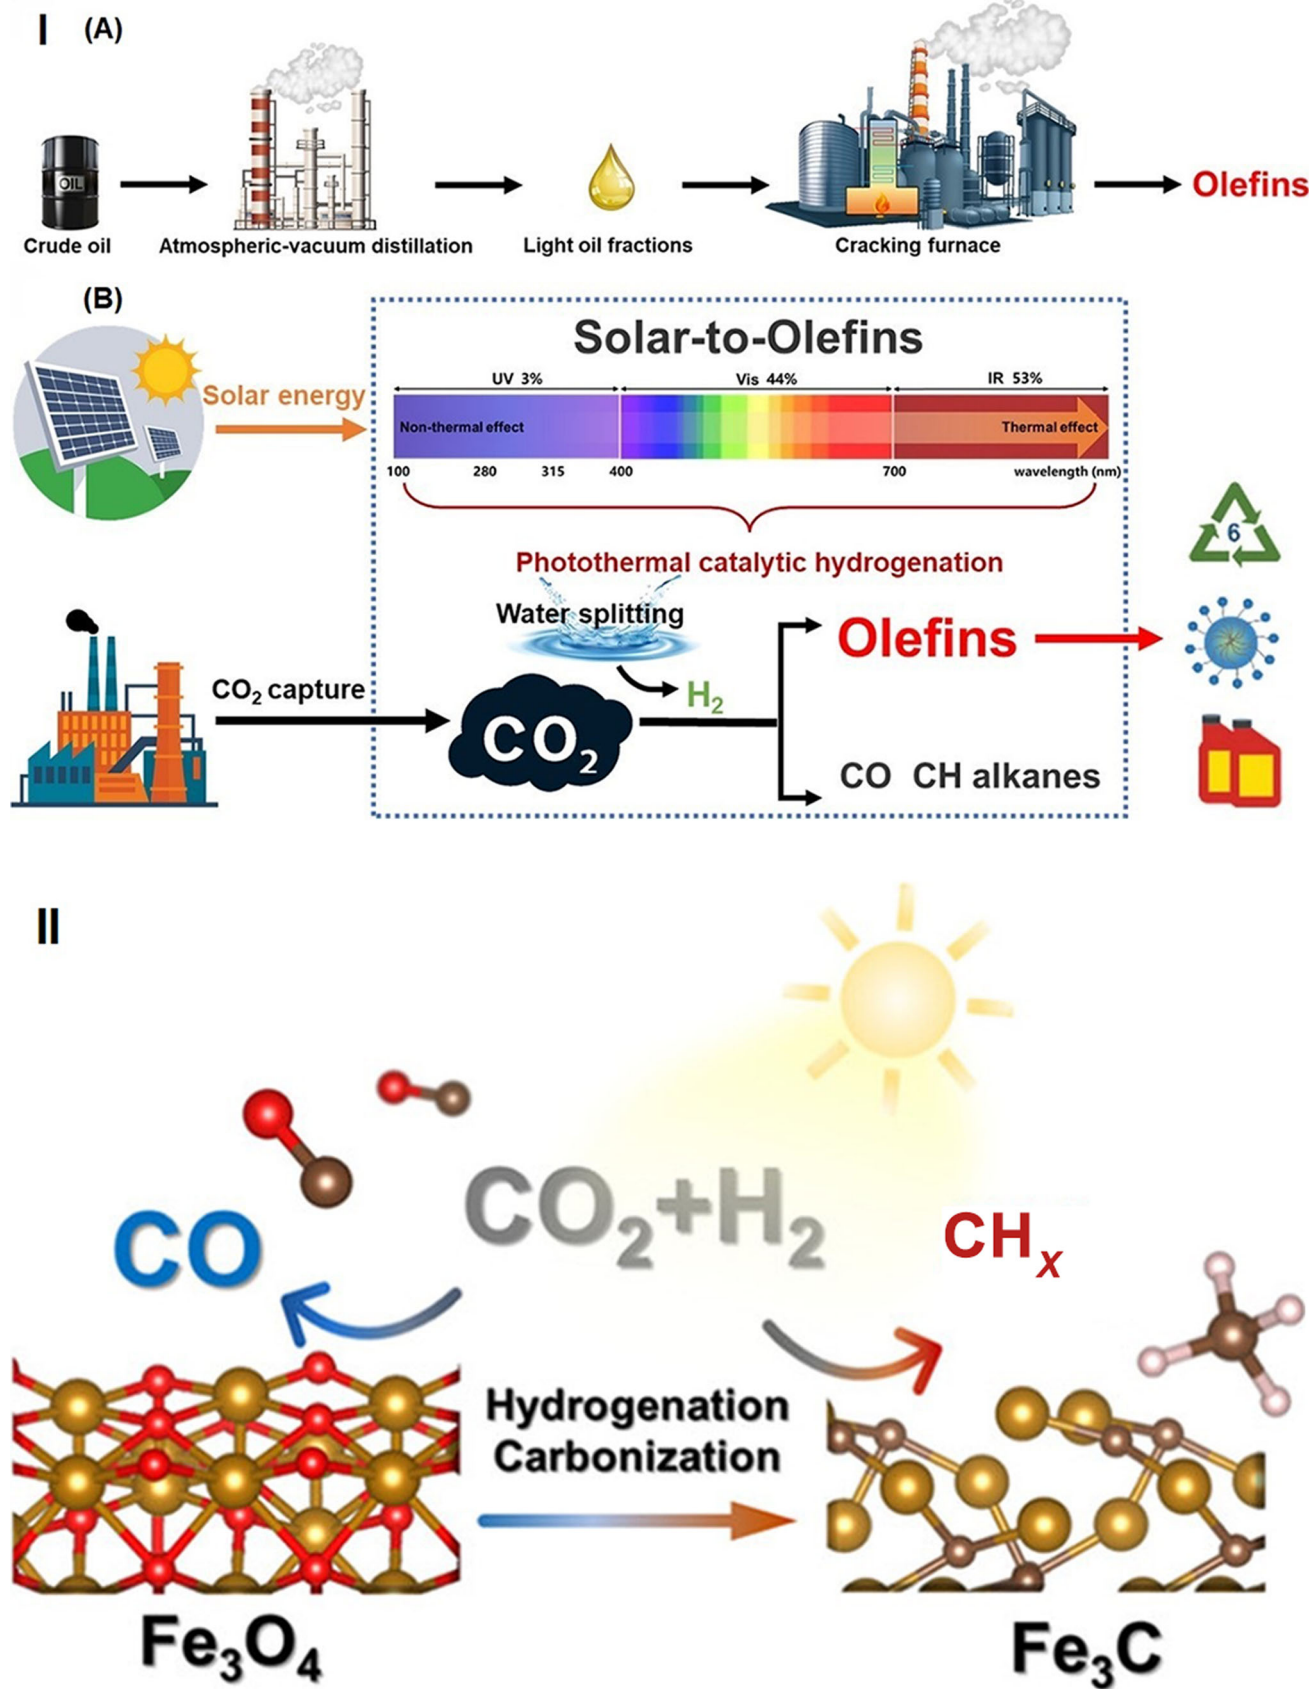 I (A)
OIL
Crude oil
Atmospheric-vacuum distillation
Light oil fractions
Cracking furnace
Olefins
(B)
Solar-to-Olefins
Solar energy
UV 3%
Vis 44%
IR 53%
Non-thermal effect
Thermal effect
100 280 315 400 700 wavelength (nm)
Photothermal catalytic hydrogenation
Water splitting
H₂
CO₂ capture
CO₂
Olefins
CO CH alkanes
6
II
CO
CO₂+H₂
CHₓ
Hydrogenation
Carbonization
Fe₃O₄
Fe₃C